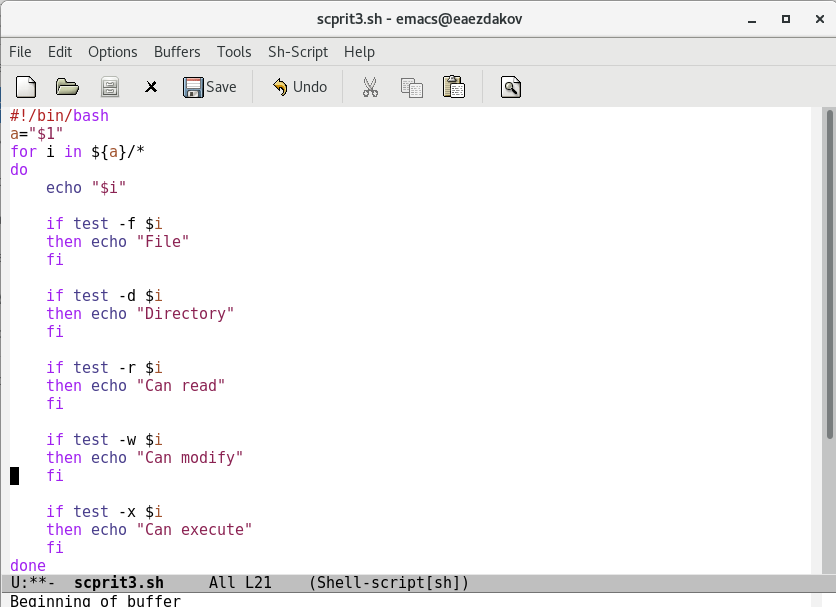 scprit3.sh - emacs@eaezdakov
File Edit Options Buffers Tools Sh-Script Help
Save Undo
#!/bin/bash
a="$1"
for i in ${a}/*
do
    echo "$i"

    if test -f $i
    then echo "File"
    fi

    if test -d $i
    then echo "Directory"
    fi

    if test -r $i
    then echo "Can read"
    fi

    if test -w $i
    then echo "Can modify"
    fi

    if test -x $i
    then echo "Can execute"
    fi
done
U:**-  scprit3.sh     All L21    (Shell-script[sh])
Beginning of buffer